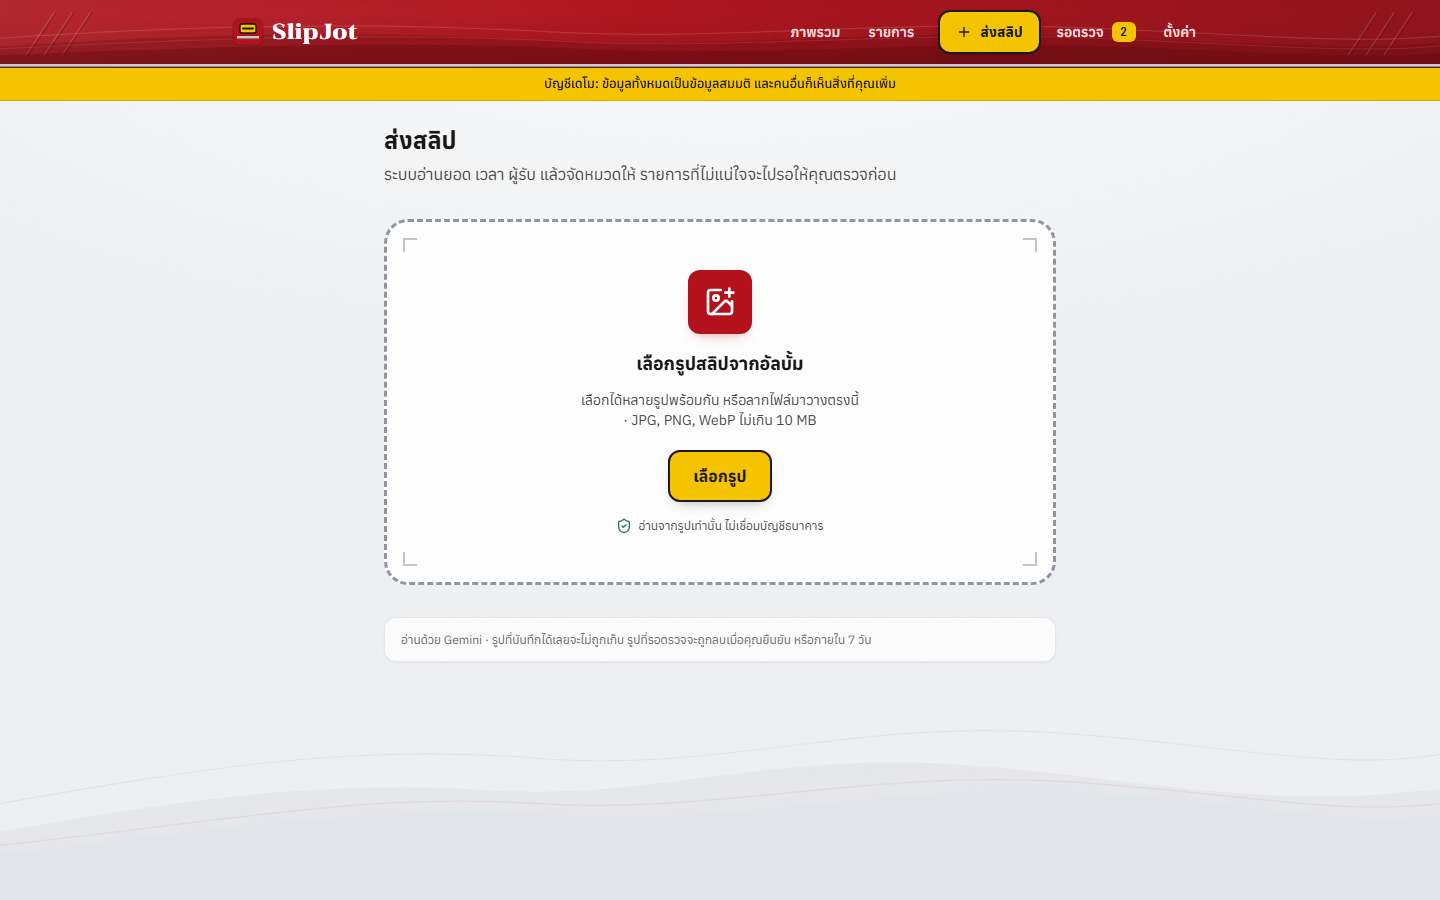 SlipJot
ภาพรวม
รายการ
+ ส่งสลิป
รอตรวจ 2
ตั้งค่า
บัญชีเดโม: ข้อมูลทั้งหมดเป็นข้อมูลสมมติ และคนอื่นก็เห็นสิ่งที่คุณเพิ่ม
ส่งสลิป
ระบบอ่านยอด เวลา ผู้รับ แล้วจัดหมวดให้ รายการที่ไม่แน่ใจจะไปรอให้คุณตรวจก่อน
เลือกรูปสลิปจากอัลบั้ม
เลือกได้หลายรูปพร้อมกัน หรือลากไฟล์มาวางตรงนี้
· JPG, PNG, WebP ไม่เกิน 10 MB
เลือกรูป
อ่านจากรูปเท่านั้น ไม่เชื่อมบัญชีธนาคาร
อ่านด้วย Gemini · รูปที่บันทึกได้เลยจะไม่ถูกเก็บ รูปที่รอตรวจจะถูกลบเมื่อคุณยืนยัน หรือภายใน 7 วัน